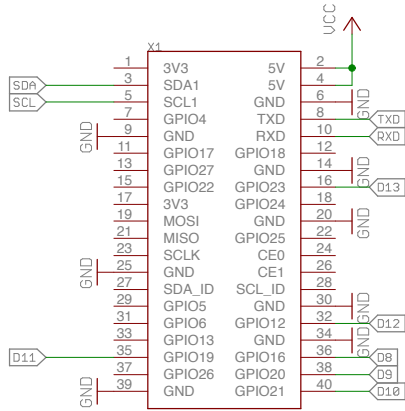 VCC
X1
1 3V3 5V 2
SDA 3 SDA1 5V 4
SCL 5 SCL1 GND 6 GND
7 GPIO4 TXD 8 TXD
GND 9 GND RXD 10 RXD
11 GPIO17 GPIO18 12
13 GPIO27 GND 14 GND
15 GPIO22 GPIO23 16 D13
17 3V3 GPIO24 18
19 MOSI GND 20 GND
21 MISO GPIO25 22
23 SCLK CE0 24
GND 25 GND CE1 26
27 SDA_ID SCL_ID 28
29 GPIO5 GND 30 GND
31 GPIO6 GPIO12 32 D12
33 GPIO13 GND 34 GND
D11 35 GPIO19 GPIO16 36 D8
37 GPIO26 GPIO20 38 D9
GND 39 GND GPIO21 40 D10